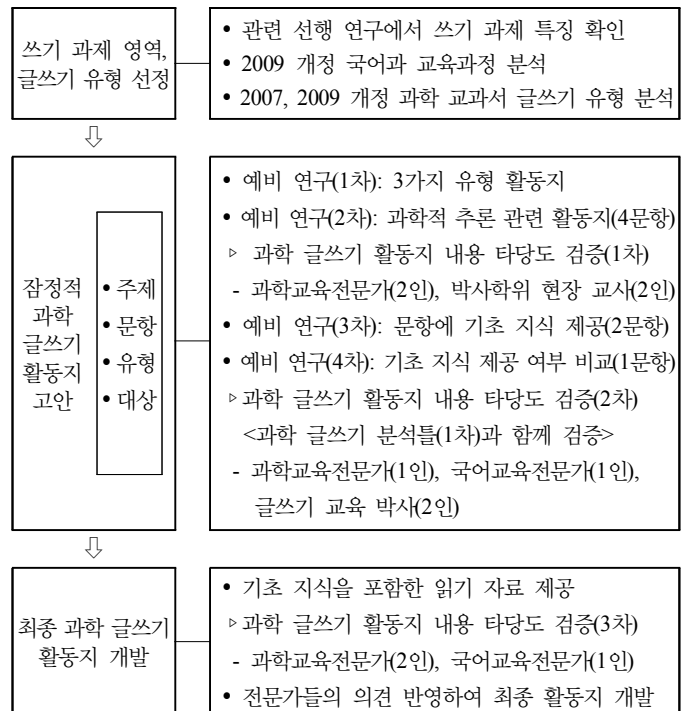 쓰기 과제 영역,
글쓰기 유형 선정
• 관련 선행 연구에서 쓰기 과제 특징 확인
• 2009 개정 국어과 교육과정 분석
• 2007, 2009 개정 과학 교과서 글쓰기 유형 분석
⇩
잠정적
과학
글쓰기
활동지
고안
• 주제
• 문항
• 유형
• 대상
• 예비 연구(1차): 3가지 유형 활동지
• 예비 연구(2차): 과학적 추론 관련 활동지(4문항)
▹ 과학 글쓰기 활동지 내용 타당도 검증(1차)
- 과학교육전문가(2인), 박사학위 현장 교사(2인)
• 예비 연구(3차): 문항에 기초 지식 제공(2문항)
• 예비 연구(4차): 기초 지식 제공 여부 비교(1문항)
▹과학 글쓰기 활동지 내용 타당도 검증(2차)
<과학 글쓰기 분석틀(1차)과 함께 검증>
- 과학교육전문가(1인), 국어교육전문가(1인),
글쓰기 교육 박사(2인)
⇩
최종 과학 글쓰기
활동지 개발
• 기초 지식을 포함한 읽기 자료 제공
▹과학 글쓰기 활동지 내용 타당도 검증(3차)
- 과학교육전문가(2인), 국어교육전문가(1인)
• 전문가들의 의견 반영하여 최종 활동지 개발